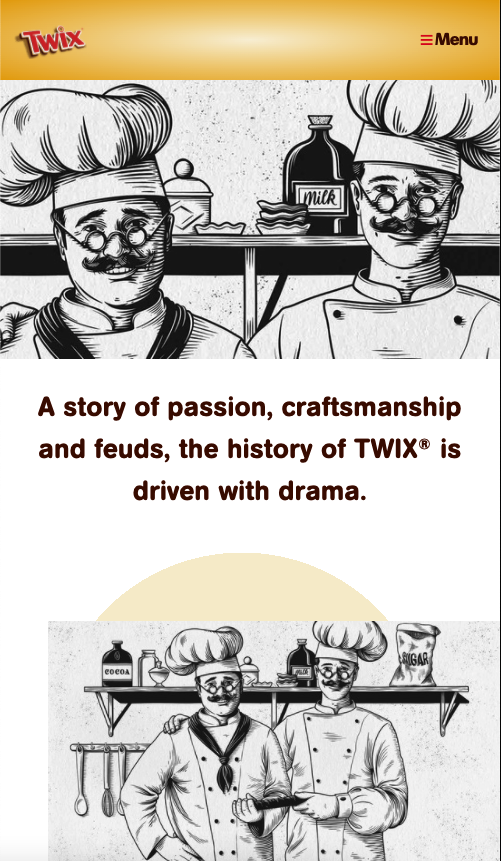 TWIX
Menu
Milk
A story of passion, craftsmanship
and feuds, the history of TWIX® is
driven with drama.
COCOA
MILK
SUGAR